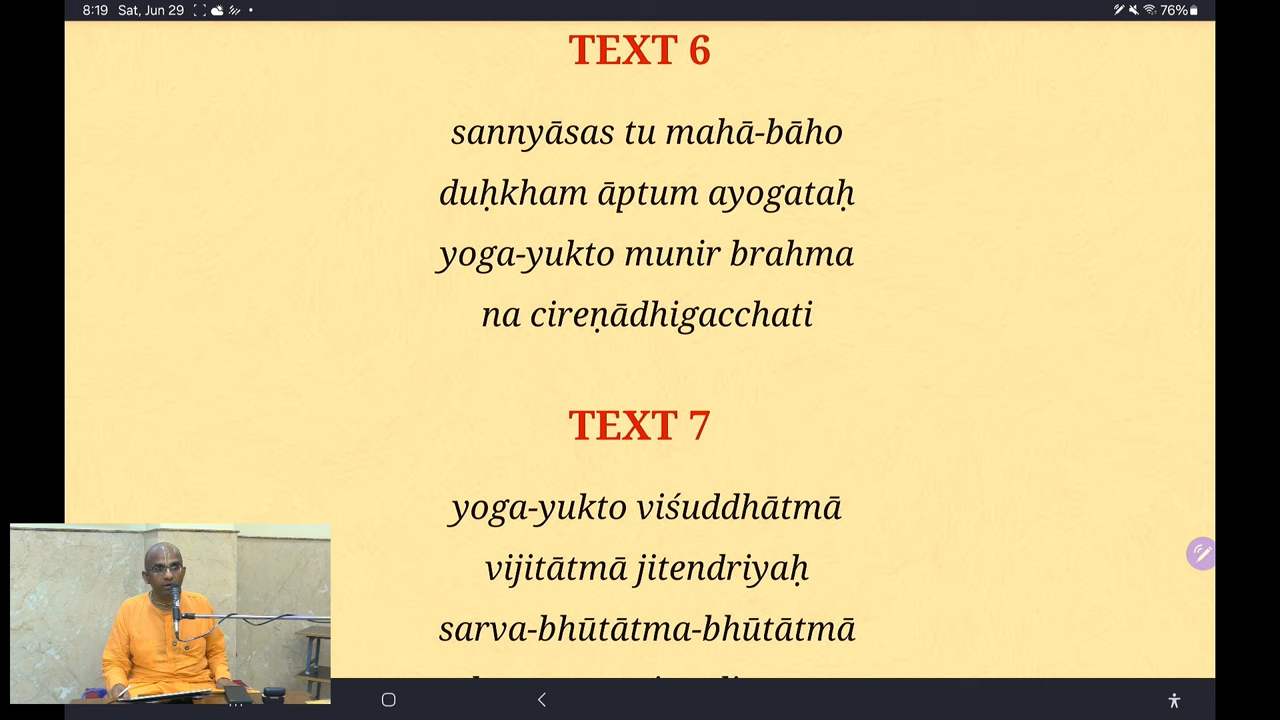 8:19 Sat, Jun 29
76%
TEXT 6
sannyāsas tu mahā-bāho
duḥkham āptum ayogataḥ
yoga-yukto munir brahma
na cireṇādhigacchati
TEXT 7
yoga-yukto viśuddhātmā
vijitātmā jitendriyaḥ
sarva-bhūtātma-bhūtātmā